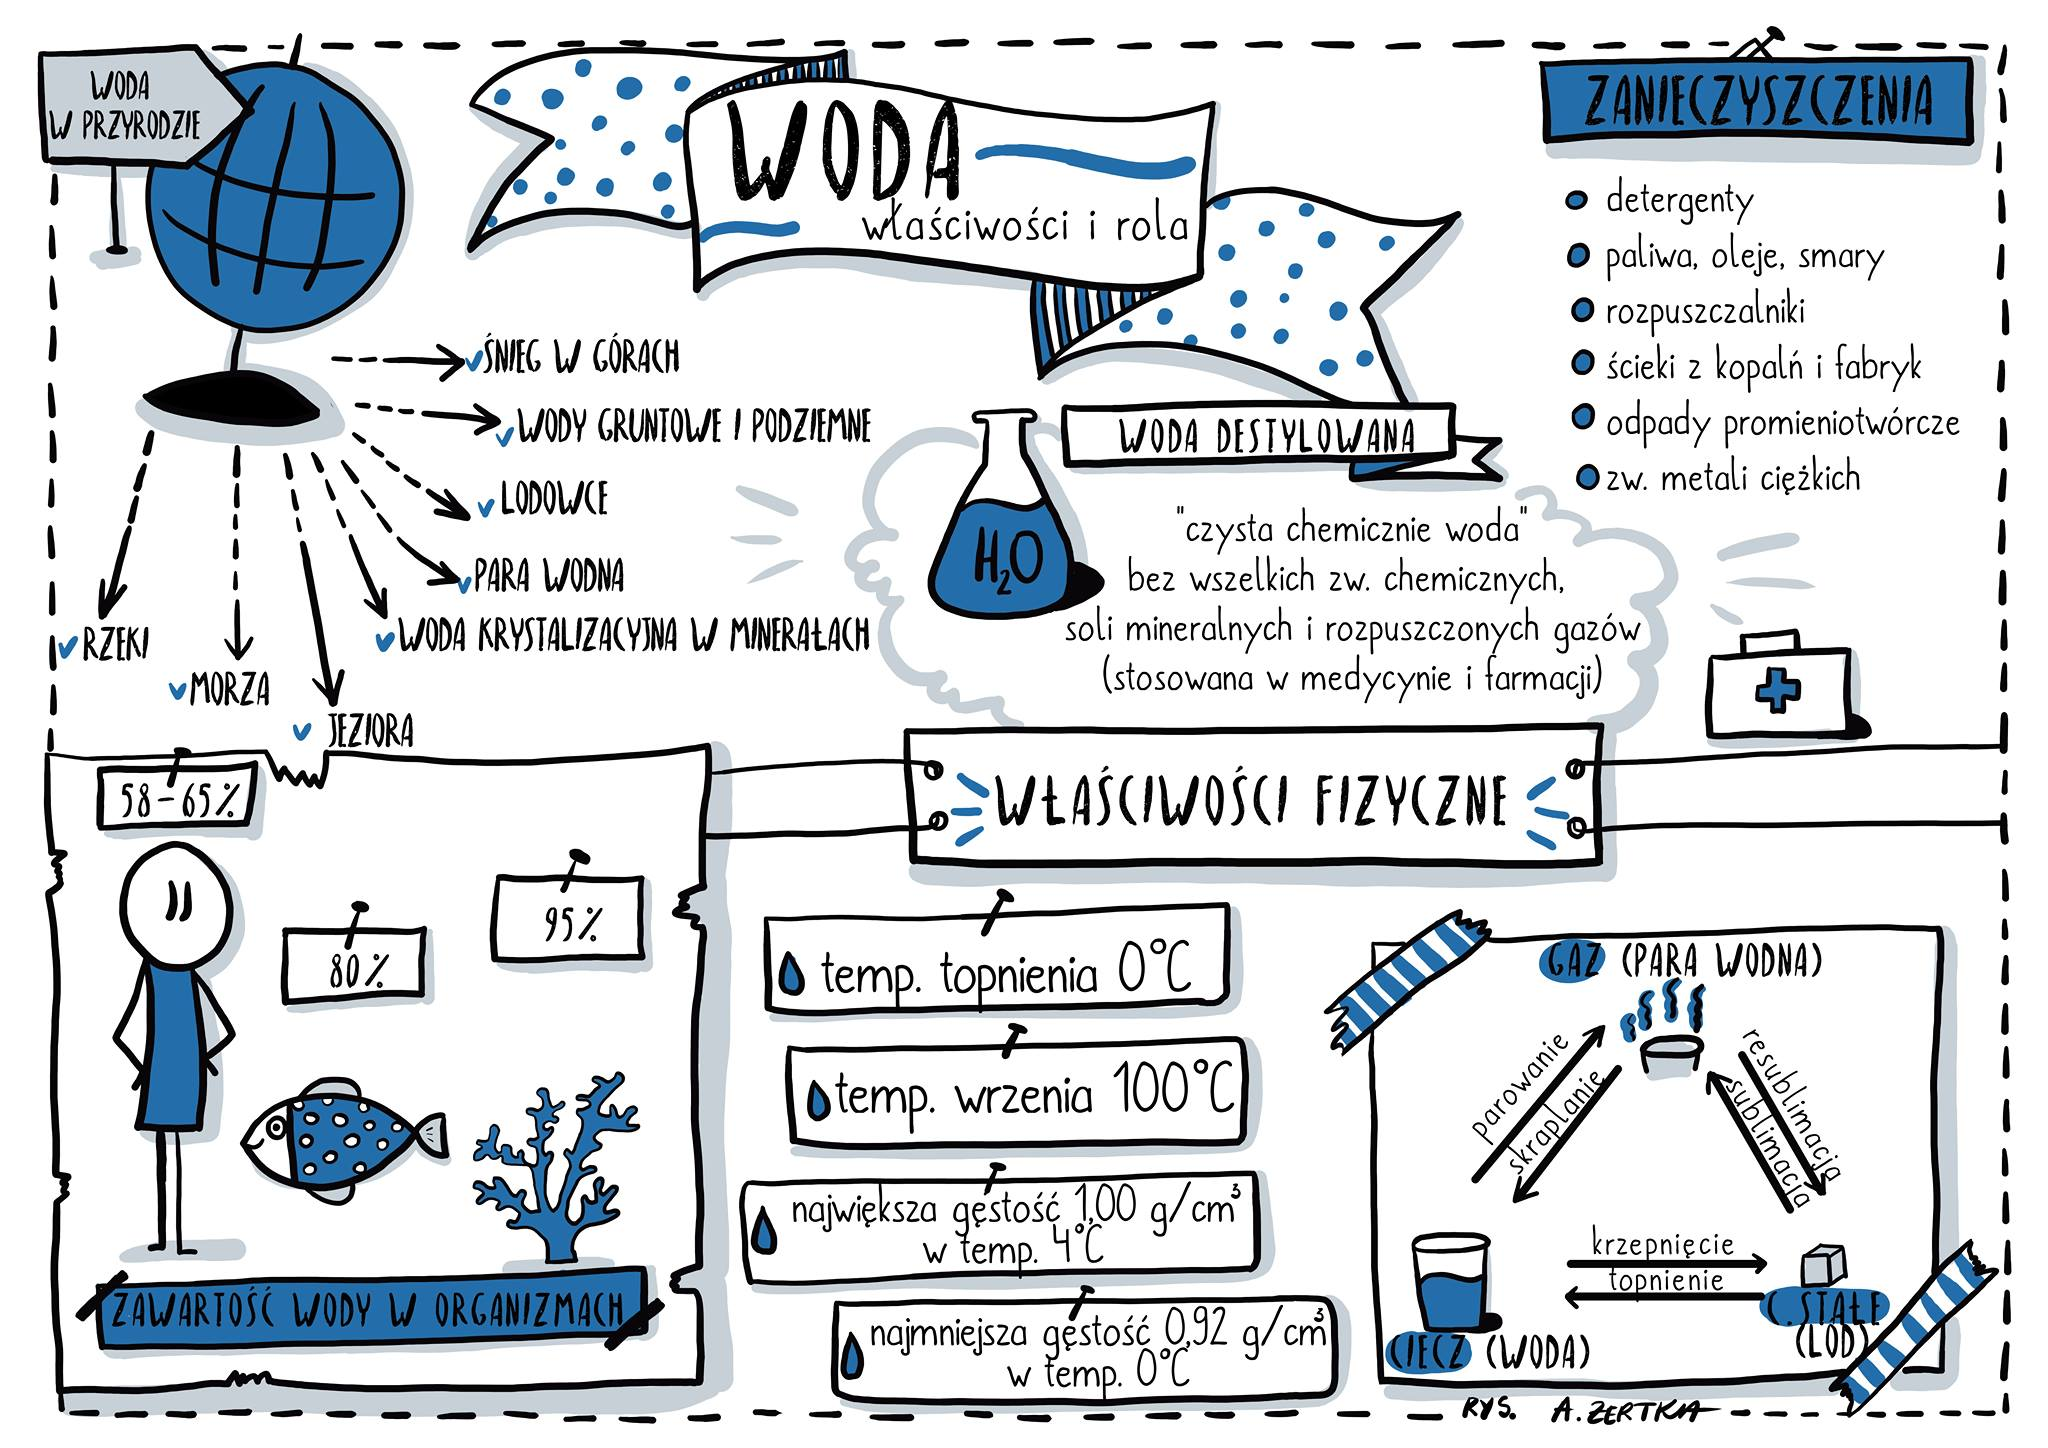 WODA
W PRZYRODZIE
WODA
właściwości i rola
ZANIECZYSZCZENIA
detergenty
paliwa, oleje, smary
rozpuszczalniki
ścieki z kopalń i fabryk
odpady promieniotwórcze
zw. metali ciężkich
ŚNIEG W GÓRACH
WODY GRUNTOWE I PODZIEMNE
LODOWCE
PARA WODNA
WODA KRYSTALIZACYJNA W MINERAŁACH
RZEKI
MORZA
JEZIORA
WODA DESTYLOWANA
H₂O
"czysta chemicznie woda"
bez wszelkich zw. chemicznych,
soli mineralnych i rozpuszczonych gazów
(stosowana w medycynie i farmacji)
58-65%
80%
95%
ZAWARTOŚĆ WODY W ORGANIZMACH
WŁAŚCIWOŚCI FIZYCZNE
temp. topnienia 0°C
temp. wrzenia 100°C
największa gęstość 1,00 g/cm³
w temp. 4°C
najmniejsza gęstość 0,92 g/cm³
w temp. 0°C
GAZ (PARA WODNA)
parowanie
skraplanie
resublimacja
sublimacja
krzepnięcie
topnienie
CIECZ (WODA)
C. STAŁE
(LÓD)
RYS. A. ZERTKA